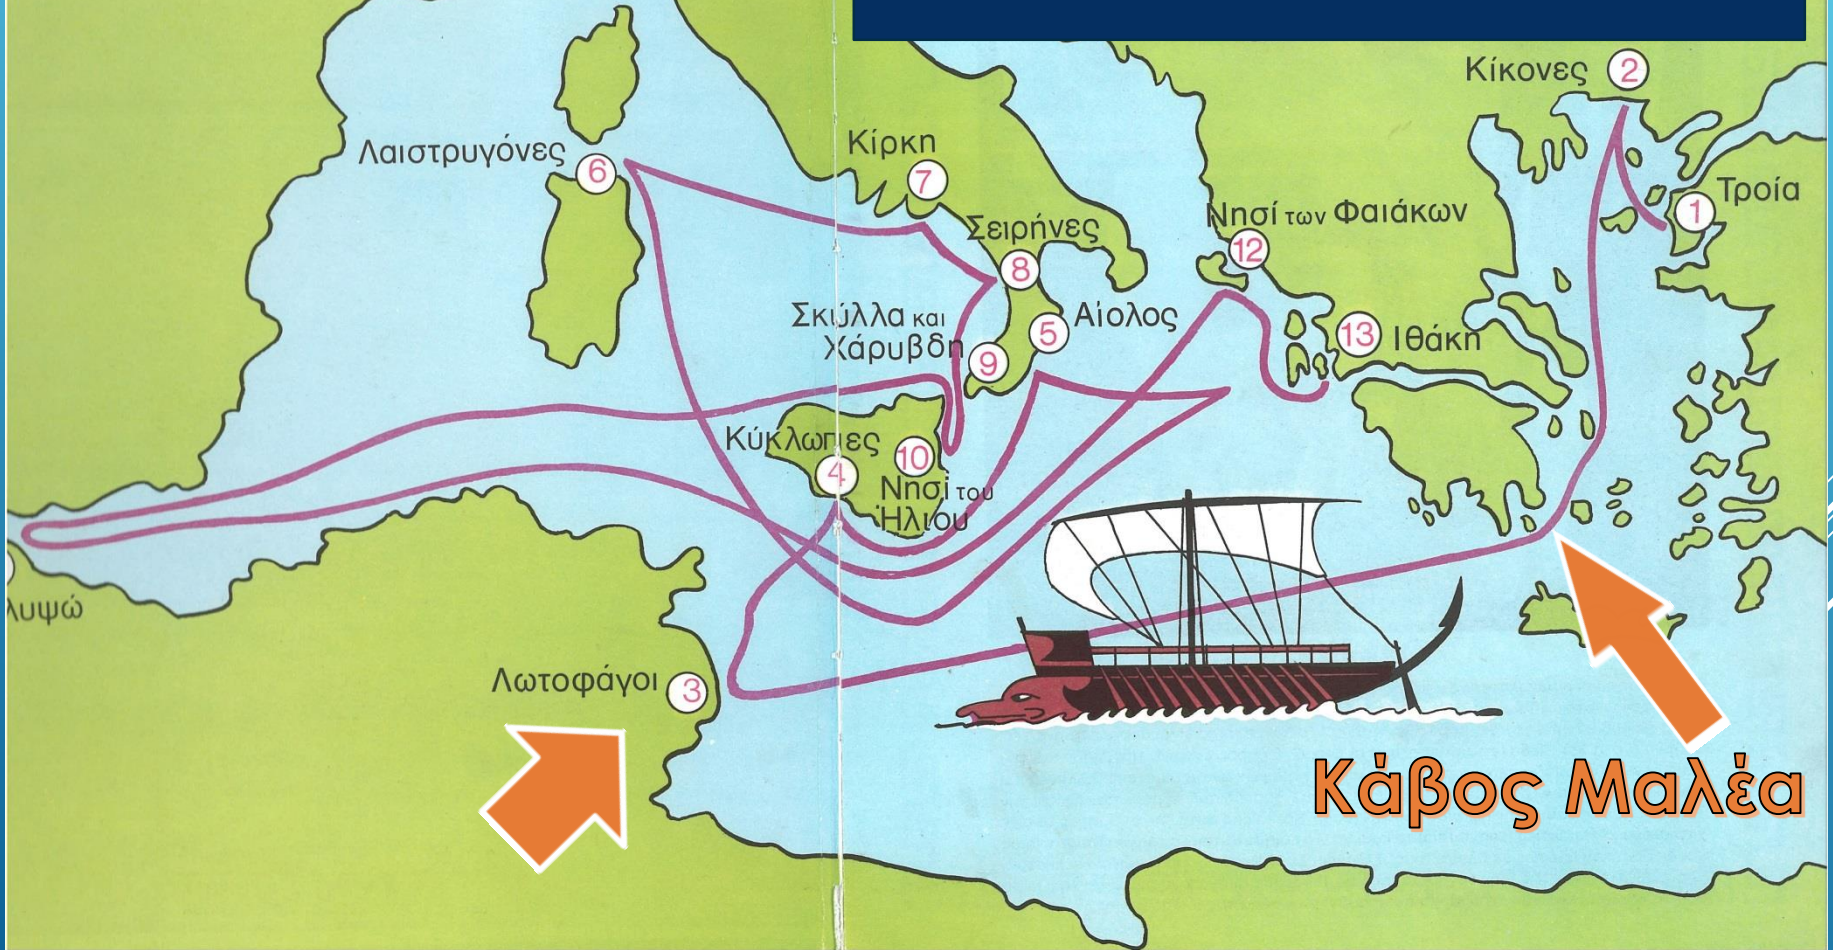 Κίκονες 2
Λαιστρυγόνες 6
Κίρκη
7
Τροία
1
Νησί των Φαιάκων
12
Σειρήνες
8
Σκύλλα και
Χάρυβδη
9
5 Αἰολος
13 Ιθάκη
Κύκλωπες
4
10
Νησί του
Ήλιου
λυψώ
Λωτοφάγοι 3
Κάβος Μαλέα